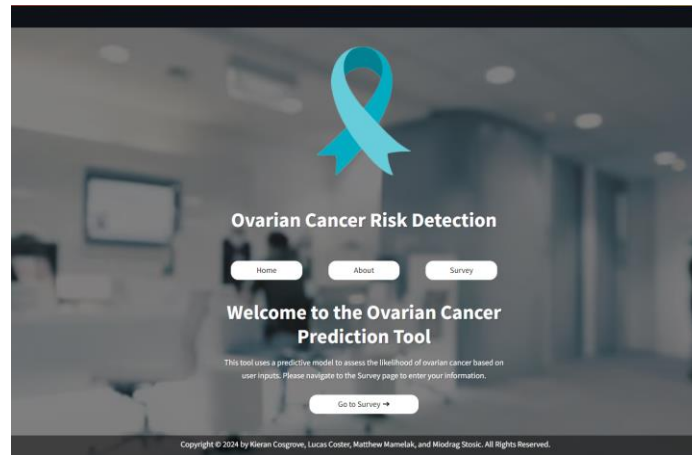 Ovarian Cancer Risk Detection
Home About Survey
Welcome to the Ovarian Cancer
Prediction Tool
This tool uses a predictive model to assess the likelihood of ovarian cancer based on
user inputs. Please navigate to the Survey page to enter your information.
Go to Survey ➔
Copyright © 2024 by Kieran Cosgrove, Lucas Coster, Matthew Mamelak, and Miodrag Stosic. All Rights Reserved.